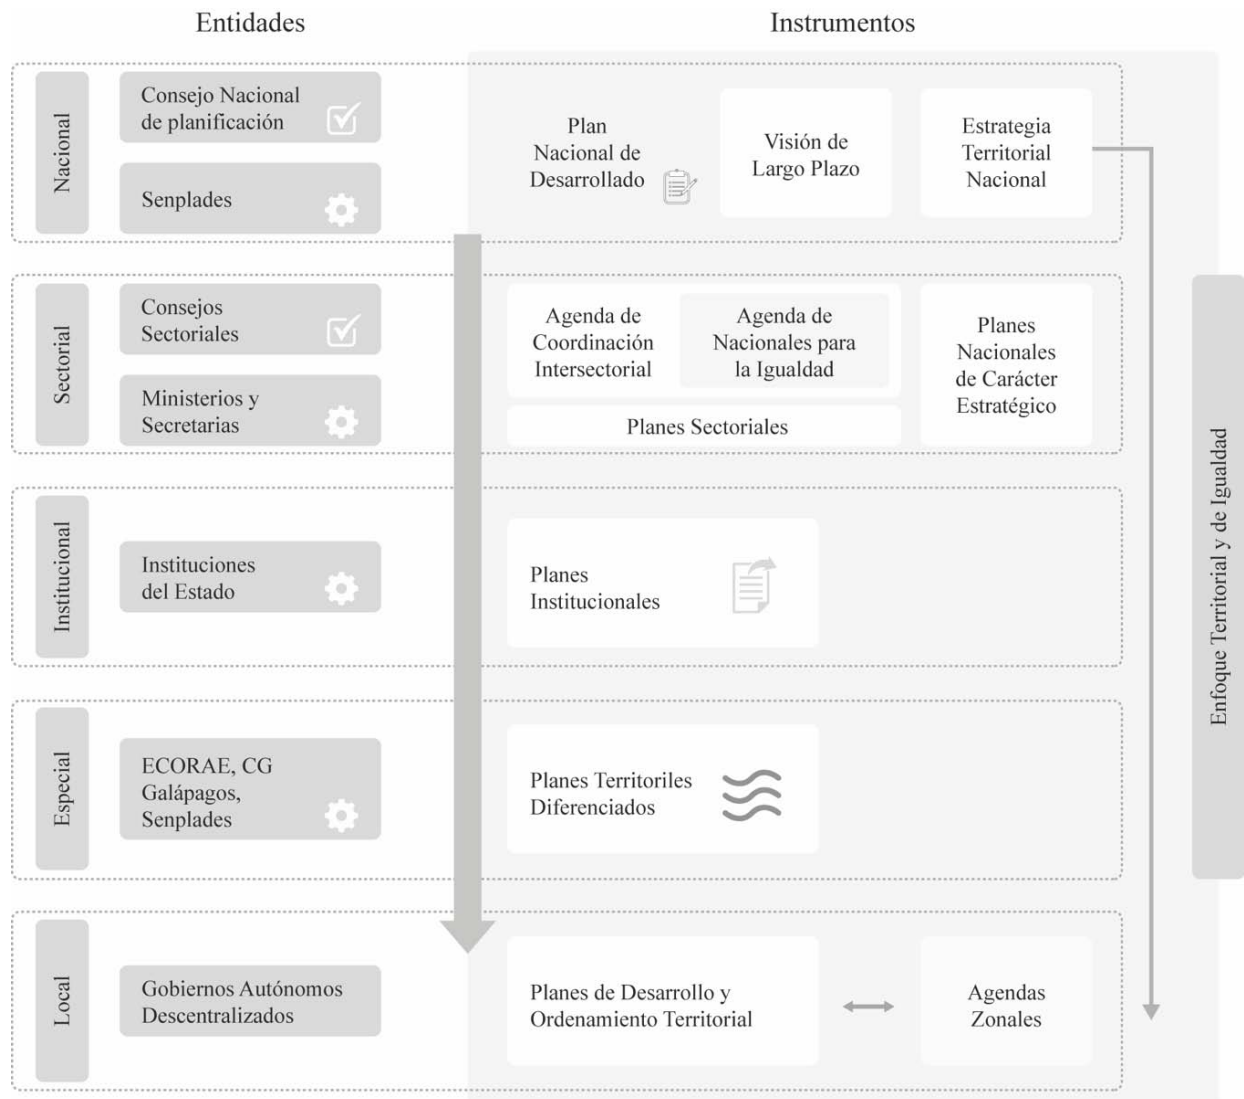 Entidades
Instrumentos
Nacional
Consejo Nacional
de planificación
Senplades
Plan
Nacional de
Desarrollado
Visión de
Largo Plazo
Estrategia
Territorial
Nacional
Sectorial
Consejos
Sectoriales
Ministerios y
Secretarias
Agenda de
Coordinación
Intersectorial
Agenda de
Nacionales para
la Igualdad
Planes Sectoriales
Planes
Nacionales
de Carácter
Estratégico
Institucional
Instituciones
del Estado
Planes
Institucionales
Especial
ECORAE, CG
Galápagos,
Senplades
Planes Territoriles
Diferenciados
Local
Gobiernos Autónomos
Descentralizados
Planes de Desarrollo y
Ordenamiento Territorial
Agendas
Zonales
Enfoque Territorial y de Igualdad